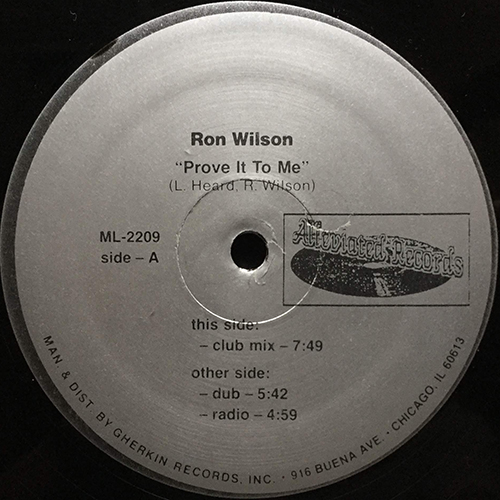 Ron Wilson
“Prove It To Me”
(L. Heard, R. Wilson)
ML-2209
side – A
Alleviated Records
this side:
– club mix – 7:49
other side:
– dub – 5:42
– radio – 4:59
MAN. & DIST. BY GHERKIN RECORDS, INC. · 916 BUENA AVE. · CHICAGO, IL 60613